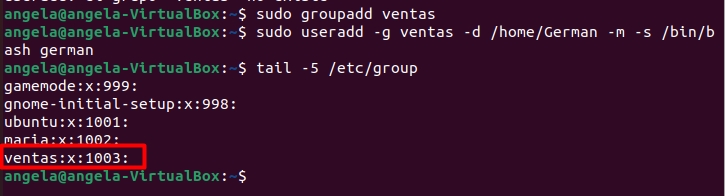 angela@angela-VirtualBox:~$ sudo groupadd ventas
angela@angela-VirtualBox:~$ sudo useradd -g ventas -d /home/German -m -s /bin/b
ash german
angela@angela-VirtualBox:~$ tail -5 /etc/group
gamemode:x:999:
gnome-initial-setup:x:998:
ubuntu:x:1001:
maria:x:1002:
ventas:x:1003:
angela@angela-VirtualBox:~$